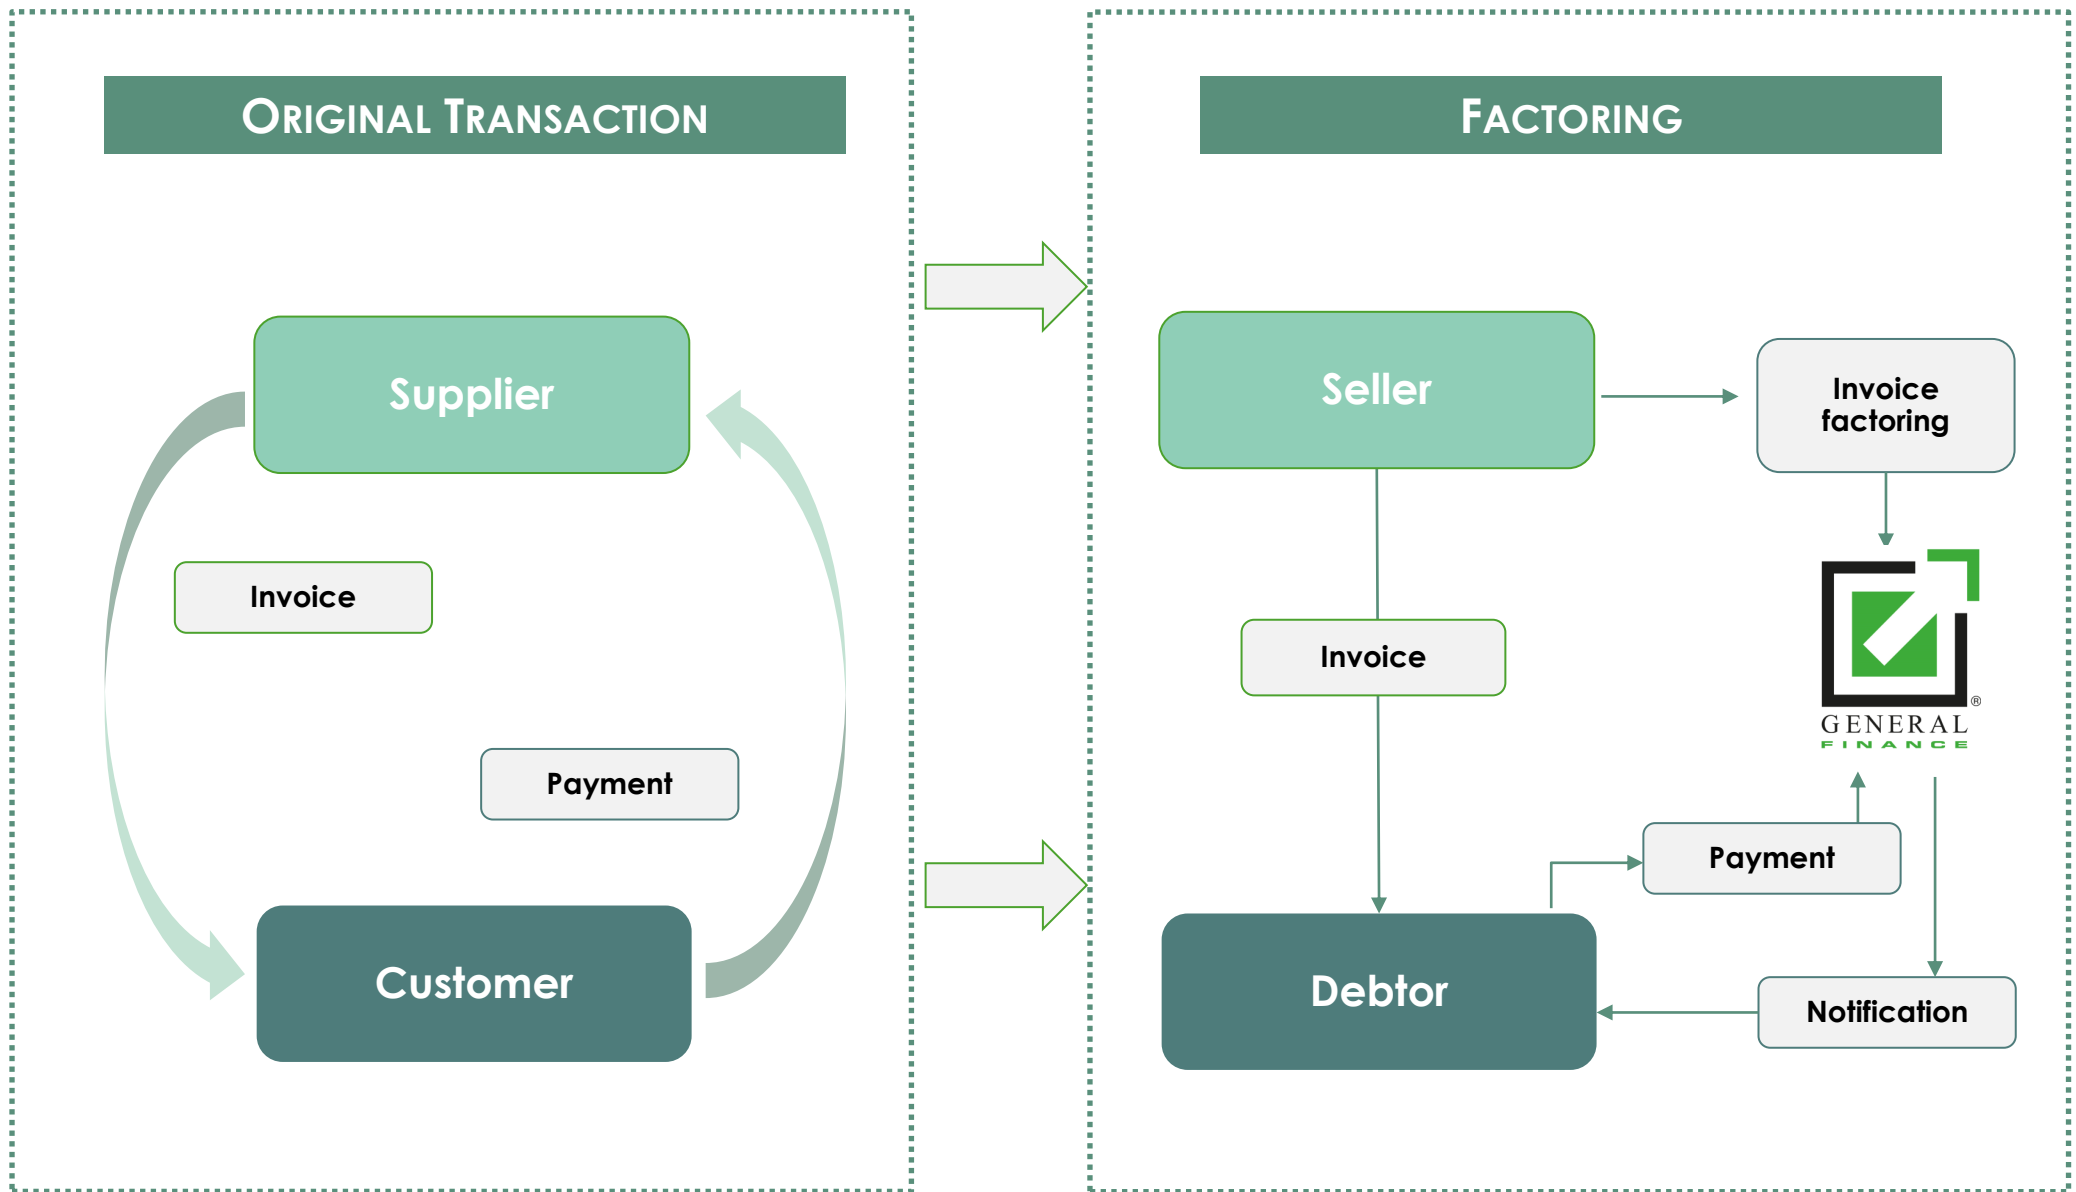 ORIGINAL TRANSACTION
Supplier
Invoice
Payment
Customer
FACTORING
Seller
Invoice
factoring
Invoice
®
GENERAL
FINANCE
Payment
Debtor
Notification